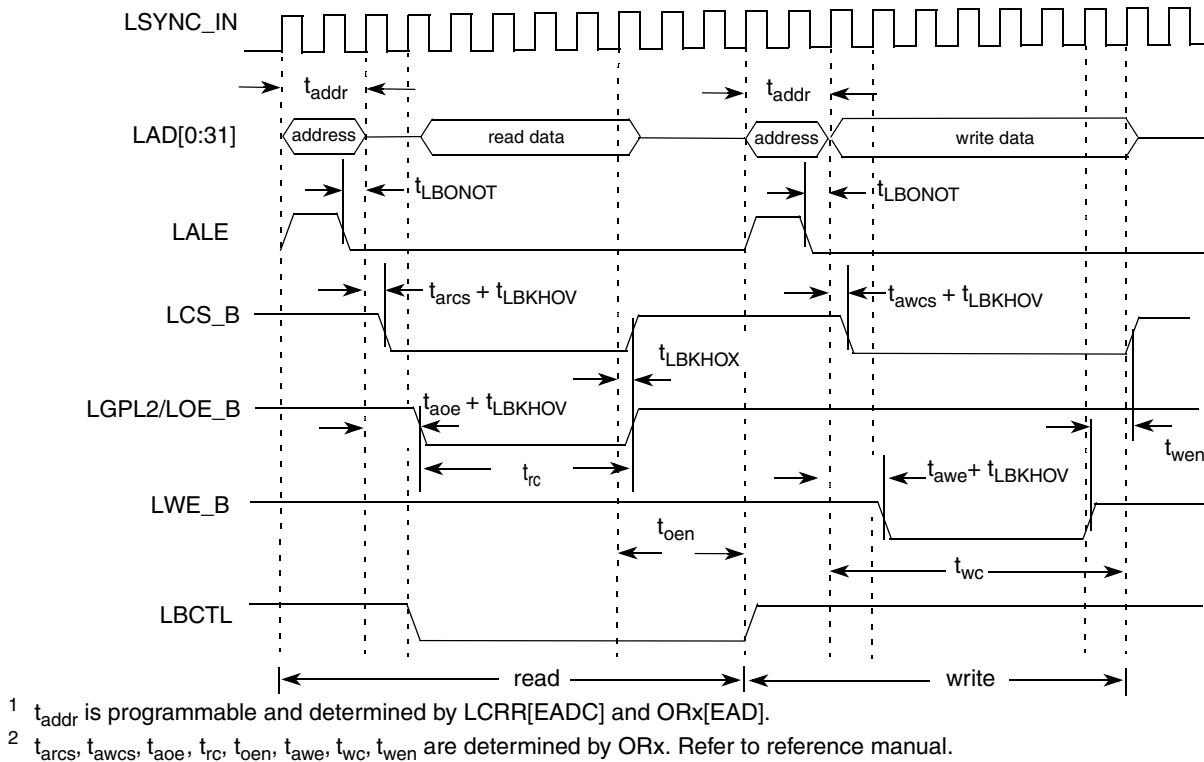 LSYNC_IN
t_addr t_addr
LAD[0:31] address read data address write data
t_LBONOT t_LBONOT
LALE
t_arcs + t_LBKHOV t_awcs + t_LBKHOV
LCS_B
t_LBKHOX
LGPL2/LOE_B t_aoe + t_LBKHOV
t_wen
t_rc t_awe+ t_LBKHOV
LWE_B
t_oen
t_wc
LBCTL
read write
1 t_addr is programmable and determined by LCRR[EADC] and ORx[EAD].
2 t_arcs, t_awcs, t_aoe, t_rc, t_oen, t_awe, t_wc, t_wen are determined by ORx. Refer to reference manual.